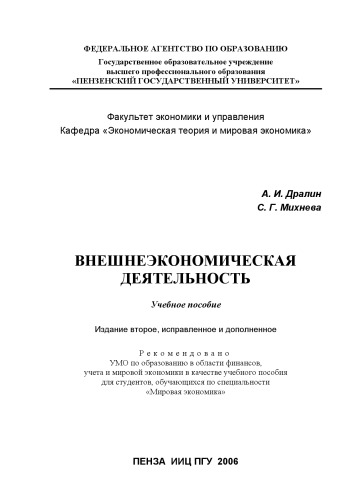 ФЕДЕРАЛЬНОЕ АГЕНТСТВО ПО ОБРАЗОВАНИЮ
Государственное образовательное учреждение
высшего профессионального образования
«ПЕНЗЕНСКИЙ ГОСУДАРСТВЕННЫЙ УНИВЕРСИТЕТ»
Факультет экономики и управления
Кафедра «Экономическая теория и мировая экономика»
А. И. Дралин
С. Г. Михнева
ВНЕШНЕЭКОНОМИЧЕСКАЯ
ДЕЯТЕЛЬНОСТЬ
Учебное пособие
Издание второе, исправленное и дополненное
Рекомендовано
УМО по образованию в области финансов,
учета и мировой экономики в качестве учебного пособия
для студентов, обучающихся по специальности
«Мировая экономика»
ПЕНЗА ИИЦ ПГУ 2006